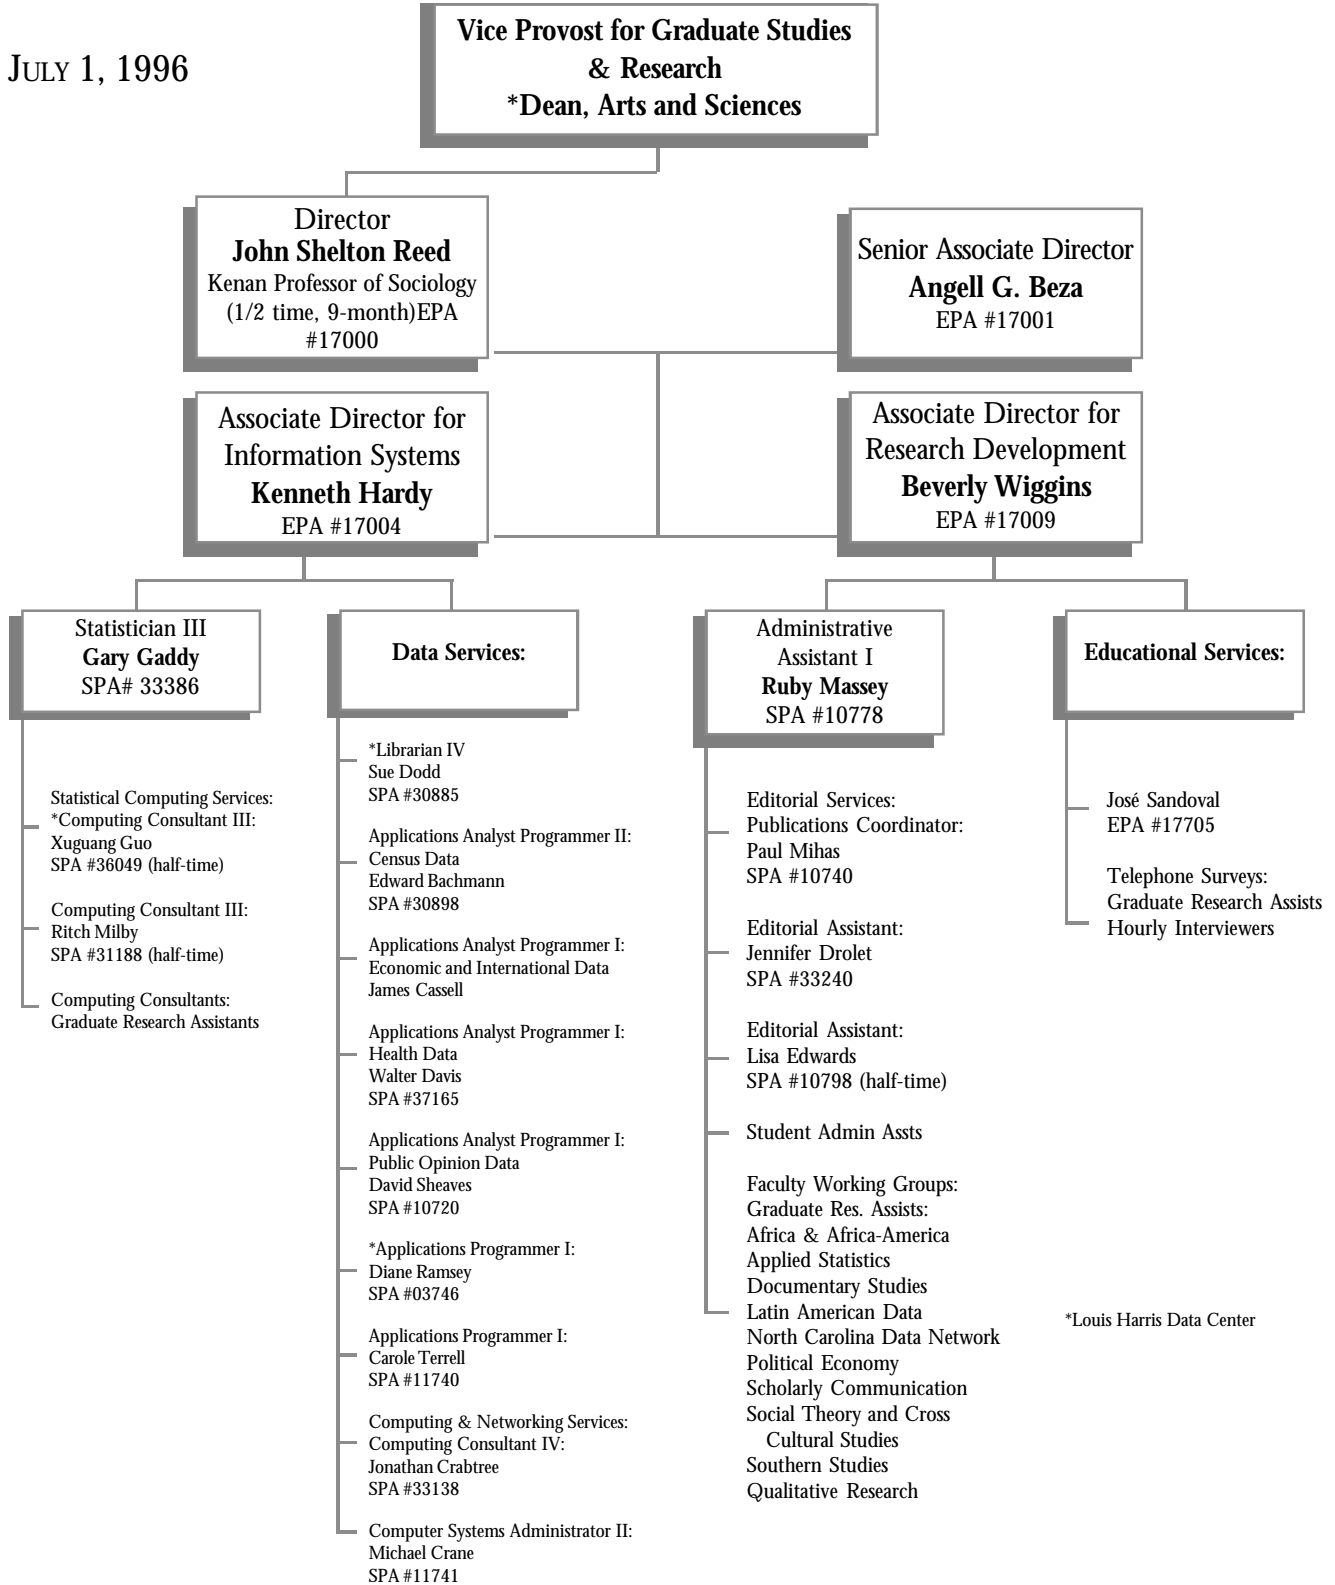 JULY 1, 1996
Vice Provost for Graduate Studies
& Research
*Dean, Arts and Sciences
Director
John Shelton Reed
Kenan Professor of Sociology
(1/2 time, 9-month)EPA
#17000
Senior Associate Director
Angell G. Beza
EPA #17001
Associate Director for
Information Systems
Kenneth Hardy
EPA #17004
Associate Director for
Research Development
Beverly Wiggins
EPA #17009
Statistician III
Gary Gaddy
SPA# 33386
Statistical Computing Services:
*Computing Consultant III:
Xuguang Guo
SPA #36049 (half-time)
Computing Consultant III:
Ritch Milby
SPA #31188 (half-time)
Computing Consultants:
Graduate Research Assistants
Data Services:
*Librarian IV
Sue Dodd
SPA #30885
Applications Analyst Programmer II:
Census Data
Edward Bachmann
SPA #30898
Applications Analyst Programmer I:
Economic and International Data
James Cassell
Applications Analyst Programmer I:
Health Data
Walter Davis
SPA #37165
Applications Analyst Programmer I:
Public Opinion Data
David Sheaves
SPA #10720
*Applications Programmer I:
Diane Ramsey
SPA #03746
Applications Programmer I:
Carole Terrell
SPA #11740
Computing & Networking Services:
Computing Consultant IV:
Jonathan Crabtree
SPA #33138
Computer Systems Administrator II:
Michael Crane
SPA #11741
Administrative
Assistant I
Ruby Massey
SPA #10778
Editorial Services:
Publications Coordinator:
Paul Mihas
SPA #10740
Editorial Assistant:
Jennifer Drolet
SPA #33240
Editorial Assistant:
Lisa Edwards
SPA #10798 (half-time)
Student Admin Assts
Faculty Working Groups:
Graduate Res. Assists:
Africa & Africa-America
Applied Statistics
Documentary Studies
Latin American Data
North Carolina Data Network
Political Economy
Scholarly Communication
Social Theory and Cross
Cultural Studies
Southern Studies
Qualitative Research
Educational Services:
José Sandoval
EPA #17705
Telephone Surveys:
Graduate Research Assists
Hourly Interviewers
*Louis Harris Data Center